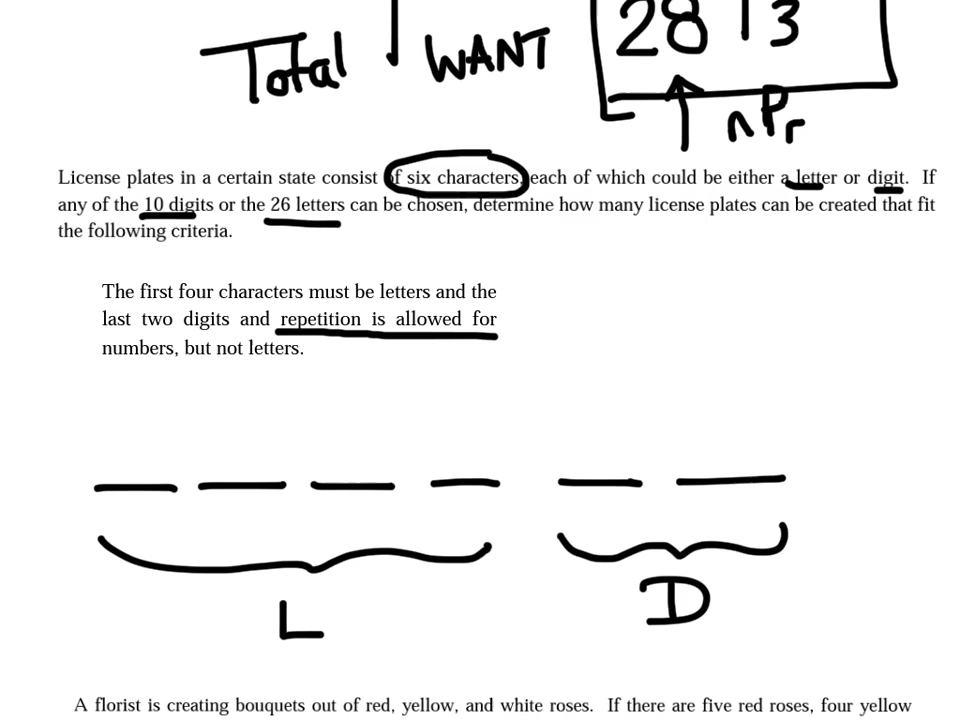 Total WANT 28 13
nPr
License plates in a certain state consist of six characters, each of which could be either a letter or digit. If
any of the 10 digits or the 26 letters can be chosen, determine how many license plates can be created that fit
the following criteria.
The first four characters must be letters and the
last two digits and repetition is allowed for
numbers, but not letters.
L D
A florist is creating bouquets out of red, yellow, and white roses. If there are five red roses, four yellow